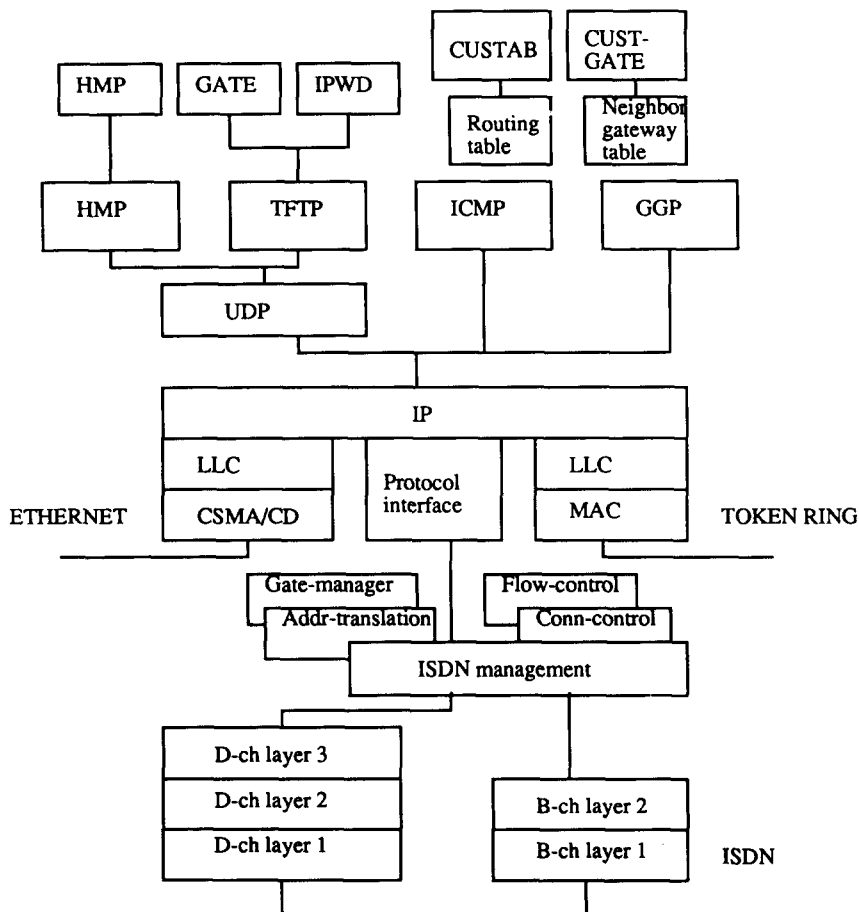 CUSTAB
CUST-
GATE
HMP
GATE
IPWD
Routing
table
Neighbor
gateway
table
HMP
TFTP
ICMP
GGP
UDP
IP
LLC
Protocol
interface
LLC
ETHERNET
CSMA/CD
MAC
TOKEN RING
Gate-manager
Flow-control
Addr-translation
Conn-control
ISDN management
D-ch layer 3
D-ch layer 2
B-ch layer 2
D-ch layer 1
B-ch layer 1
ISDN